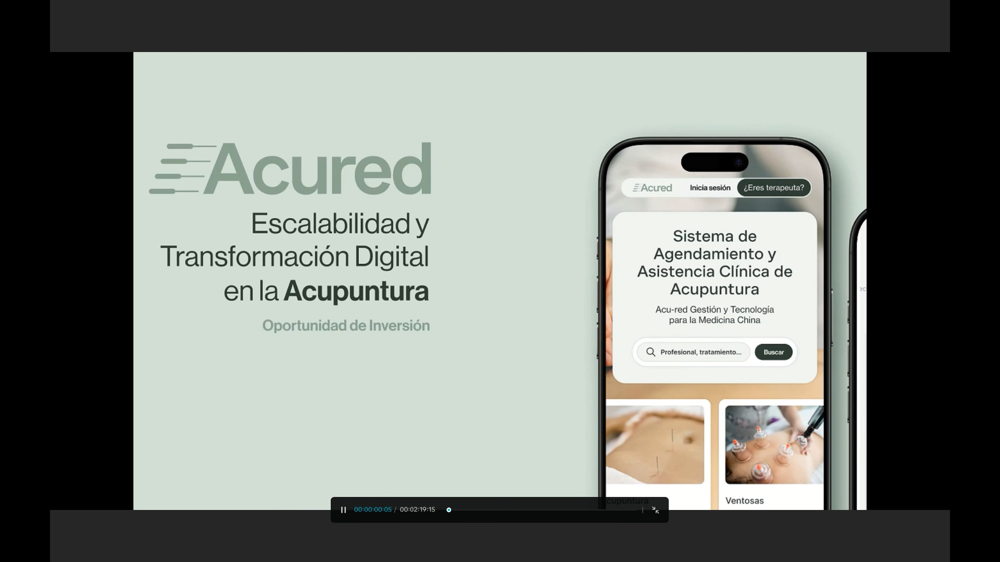 Acured
Escalabilidad y
Transformación Digital
en la Acupuntura
Oportunidad de Inversión
Acured
Inicia sesión
¿Eres terapeuta?
Sistema de
Agendamiento y
Asistencia Clínica de
Acupuntura
Acu-red Gestión y Tecnología
para la Medicina China
Profesional, tratamiento...
Buscar
cupuntura
Ventosas
00:00:00:05 / 00:02:19:15